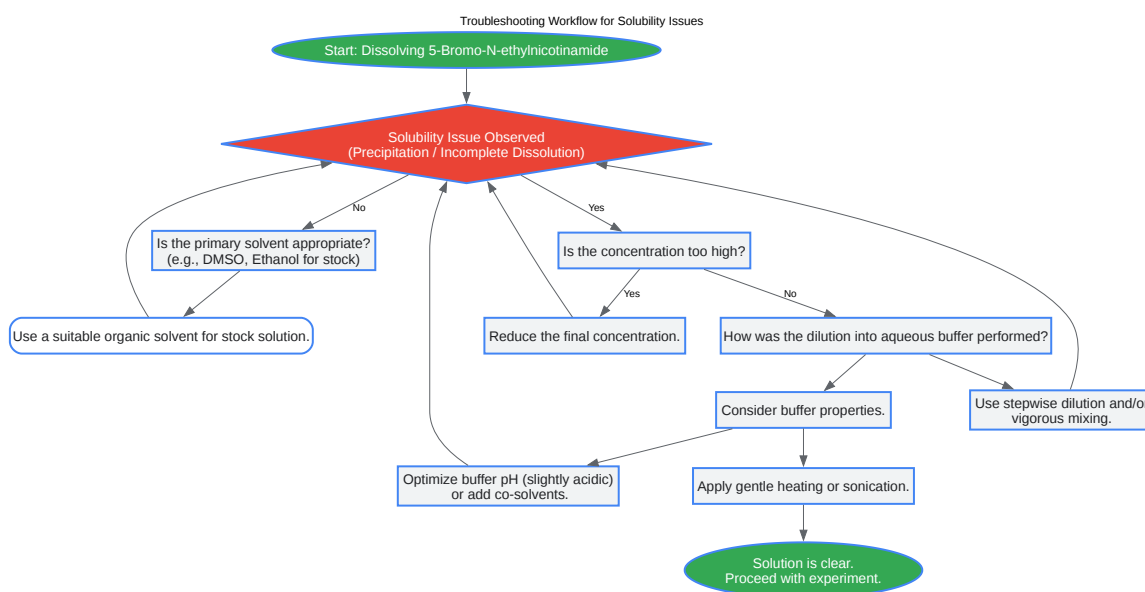 Troubleshooting Workflow for Solubility Issues
Start: Dissolving 5-Bromo-N-ethylnicotinamide
Solubility Issue Observed
(Precipitation / Incomplete Dissolution)
No
Yes
Is the primary solvent appropriate?
(e.g., DMSO, Ethanol for stock)
Is the concentration too high?
Yes
No
Use a suitable organic solvent for stock solution.
Reduce the final concentration.
How was the dilution into aqueous buffer performed?
Consider buffer properties.
Use stepwise dilution and/or
vigorous mixing.
Optimize buffer pH (slightly acidic)
or add co-solvents.
Apply gentle heating or sonication.
Solution is clear.
Proceed with experiment.